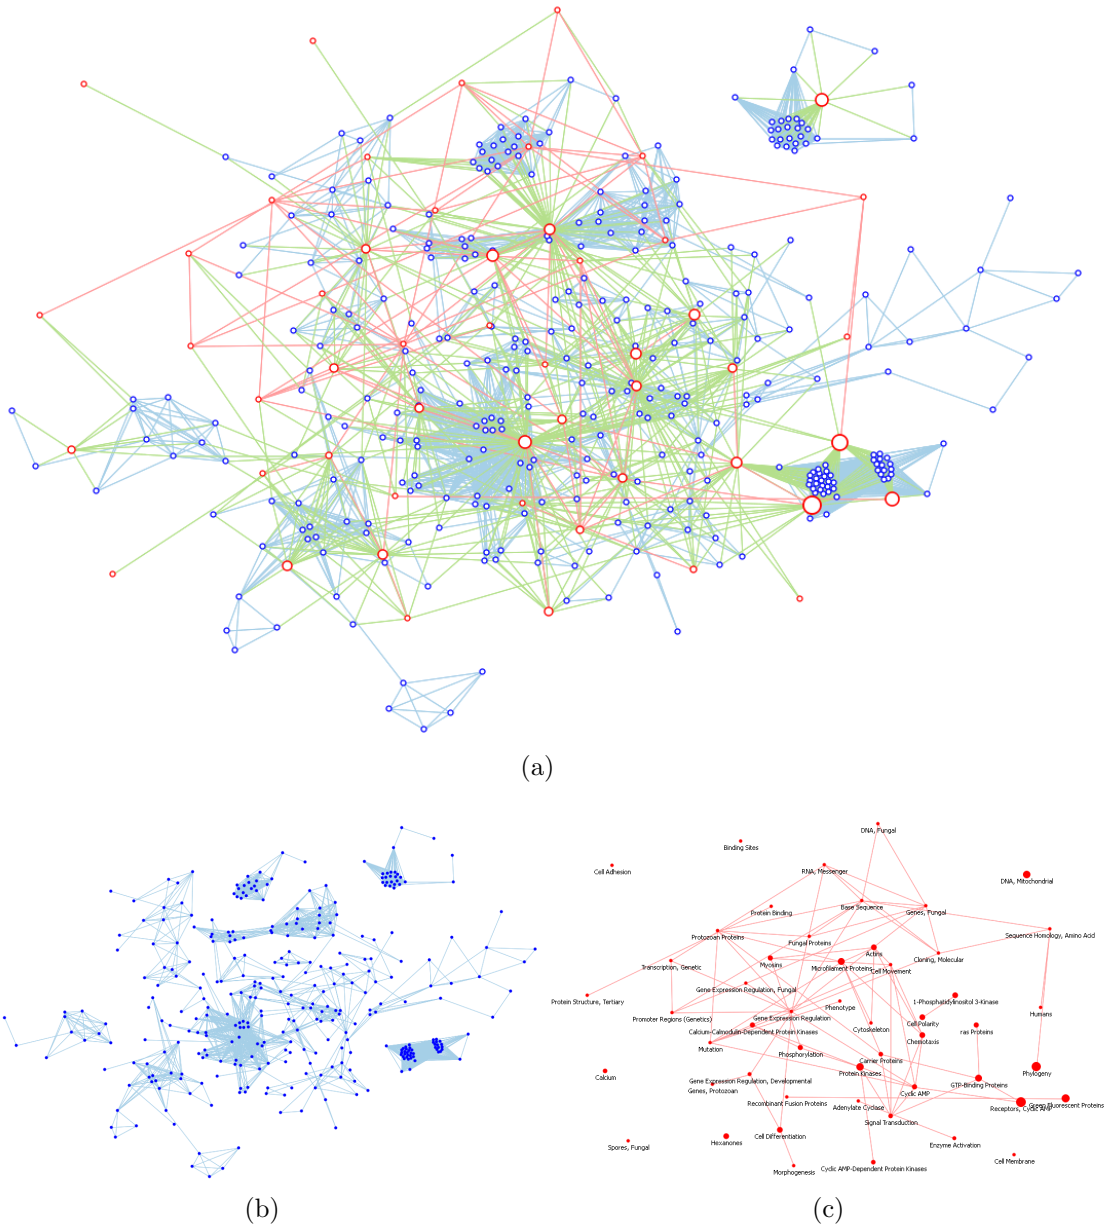 (a)
DNA, Fungal
Binding Sites
Cell Adhesion
RNA, Messenger
DNA, Mitochondrial
Protein Binding
Base Sequence
Genes, Fungal
Protozoan Proteins
Fungal Proteins
Sequence Homology, Amino Acid
Actins
Cloning, Molecular
Transcription, Genetic
Myosins
Microfilament Proteins
Cell Movement
Gene Expression Regulation, Fungal
Protein Structure, Tertiary
Phenotype
1-Phosphatidylinositol 3-Kinase
Promoter Regions (Genetics)
Gene Expression Regulation
Humans
Calcium-Calmodulin-Dependent Protein Kinases
Cytoskeleton
Cell Polarity
ras Proteins
Mutation
Chemotaxis
Phosphorylation
Carrier Proteins
Calcium
Protein Kinases
Phylogeny
Gene Expression Regulation, Developmental
Genes, Protozoan
GTP-Binding Proteins
Cyclic AMP
Recombinant Fusion Proteins
Adenylate Cyclase
Receptors, Cyclic AMP
Green Fluorescent Proteins
Signal Transduction
Hexanones
Cell Differentiation
Enzyme Activation
Spores, Fungal
Cell Membrane
Morphogenesis
Cyclic AMP-Dependent Protein Kinases
(b)
(c)